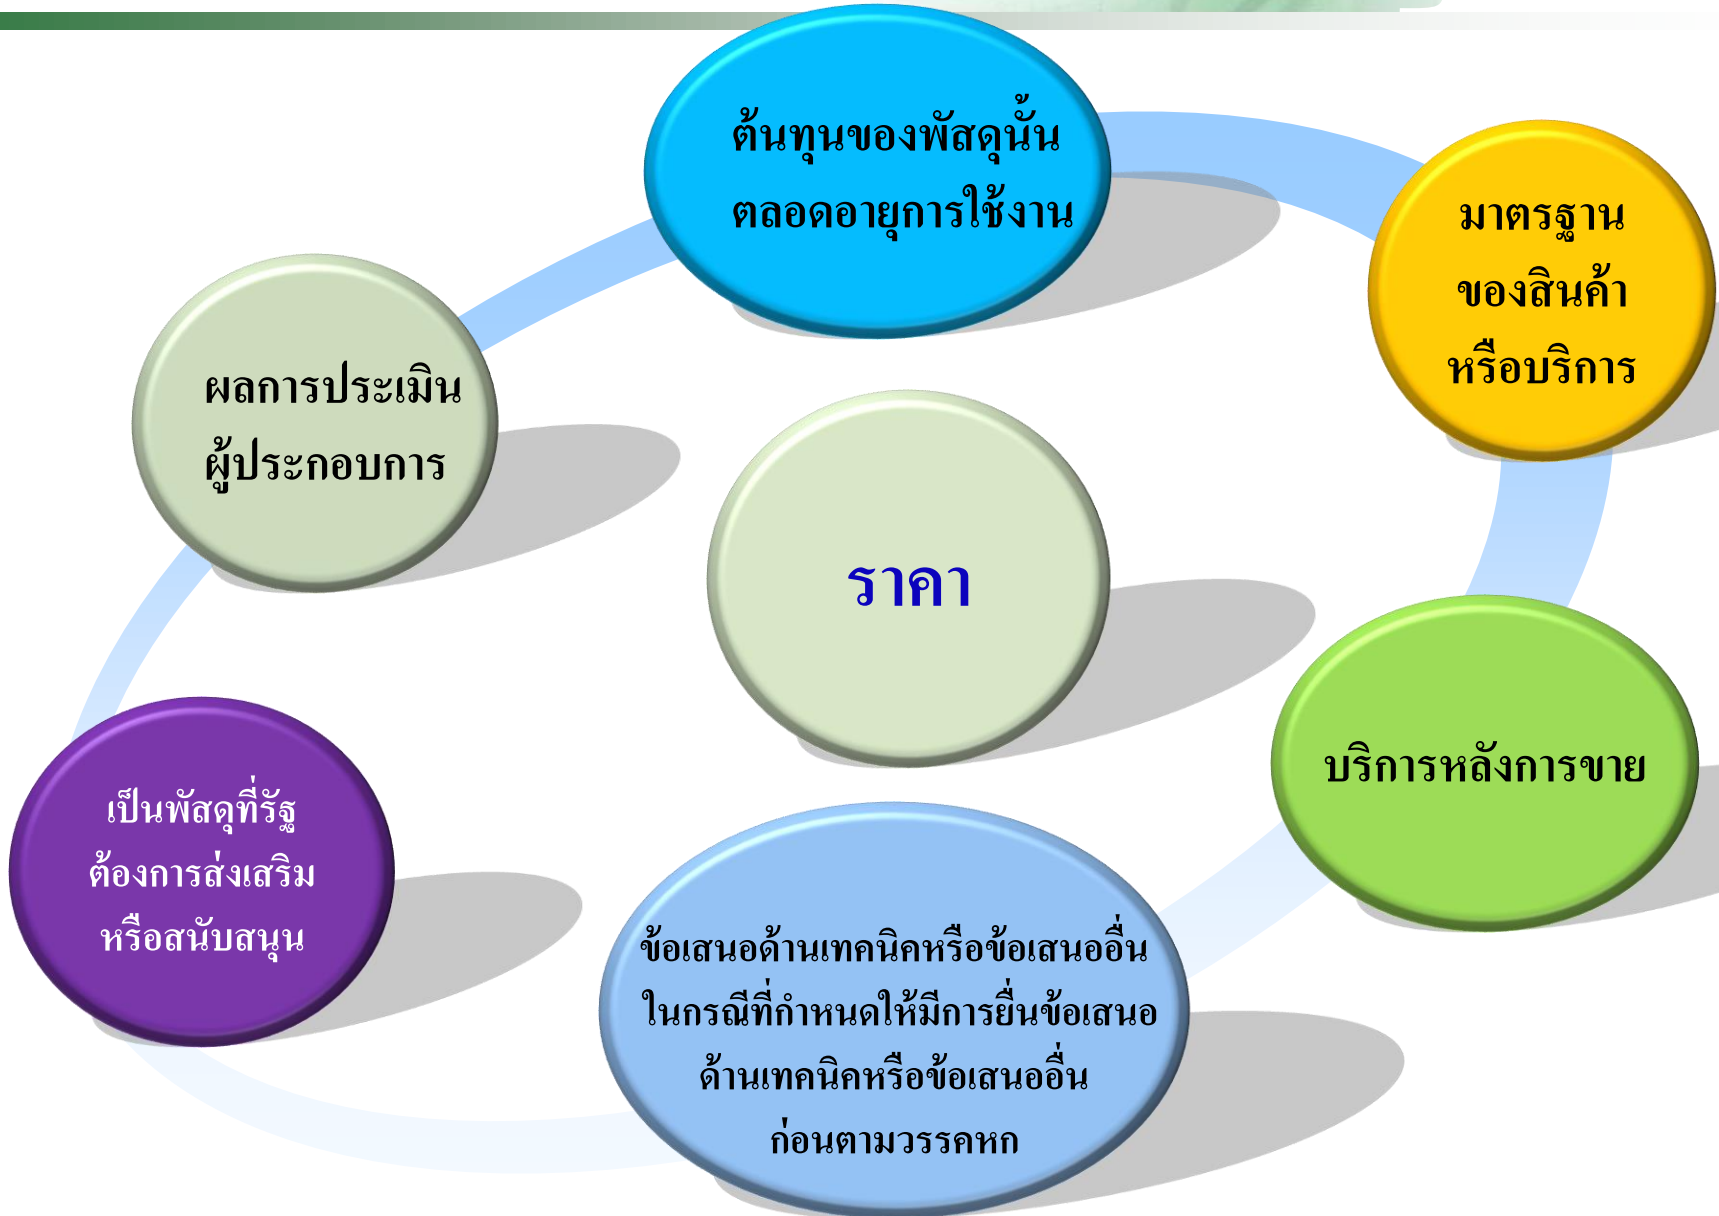 ต้นทุนของพัสดุนั้น
ตลอดอายุการใช้งาน
มาตรฐาน
ของสินค้า
หรือบริการ
ผลการประเมิน
ผู้ประกอบการ
ราคา
บริการหลังการขาย
เป็นพัสดุที่รัฐ
ต้องการส่งเสริม
หรือสนับสนุน
ข้อเสนอด้านเทคนิคหรือข้อเสนออื่น
ในกรณีที่กำหนดให้มีการยื่นข้อเสนอ
ด้านเทคนิคหรือข้อเสนออื่น
ก่อนตามวรรคหก